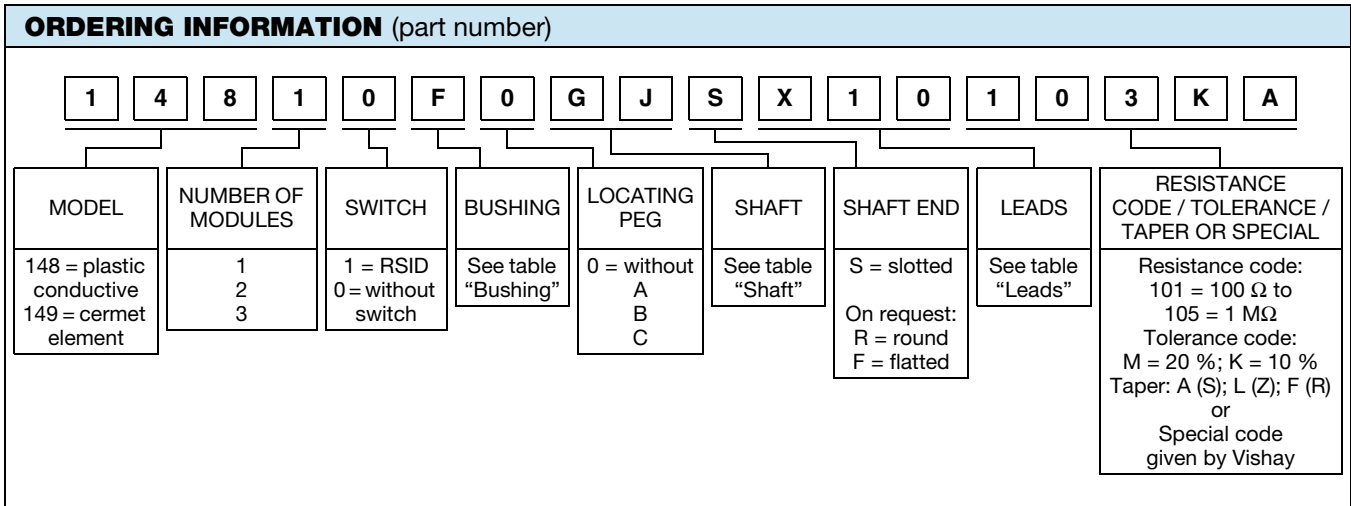 ORDERING INFORMATION (part number)
1 4 8 1 0 F 0 G J S X 1 0 1 0 3 K A
MODEL
148 = plastic
conductive
149 = cermet
element
NUMBER OF
MODULES
1
2
3
SWITCH
1 = RSID
0 = without
switch
BUSHING
See table
“Bushing”
LOCATING
PEG
0 = without
A
B
C
SHAFT
See table
“Shaft”
SHAFT END
S = slotted
On request:
R = round
F = flatted
LEADS
See table
“Leads”
RESISTANCE
CODE / TOLERANCE /
TAPER OR SPECIAL
Resistance code:
101 = 100 Ω to
105 = 1 MΩ
Tolerance code:
M = 20 %; K = 10 %
Taper: A (S); L (Z); F (R)
or
Special code
given by Vishay